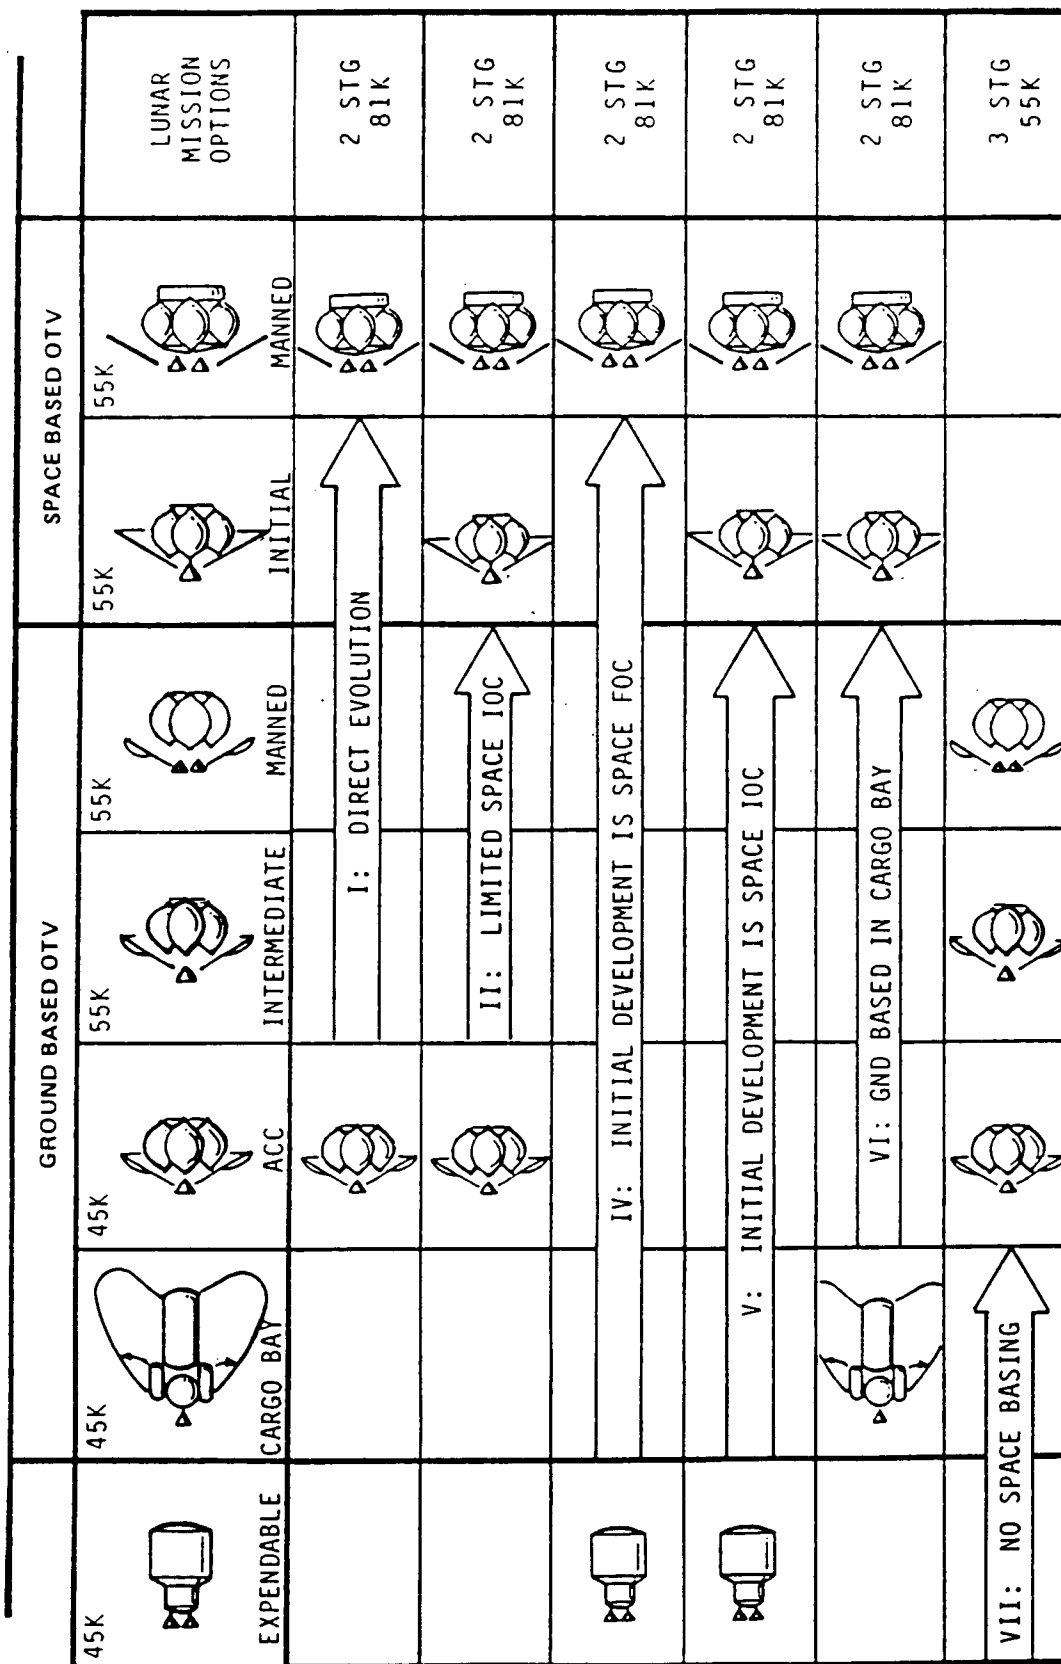 GROUND BASED OTV
SPACE BASED OTV
45K
EXPENDABLE
45K
CARGO BAY
45K
ACC
55K
INTERMEDIATE
55K
MANNED
55K
INITIAL
55K
MANNED
LUNAR
MISSION
OPTIONS
I: DIRECT EVOLUTION
2 STG
81K
II: LIMITED SPACE IOC
2 STG
81K
IV: INITIAL DEVELOPMENT IS SPACE FOC
2 STG
81K
V: INITIAL DEVELOPMENT IS SPACE IOC
2 STG
81K
VI: GND BASED IN CARGO BAY
2 STG
81K
VII: NO SPACE BASING
3 STG
55K